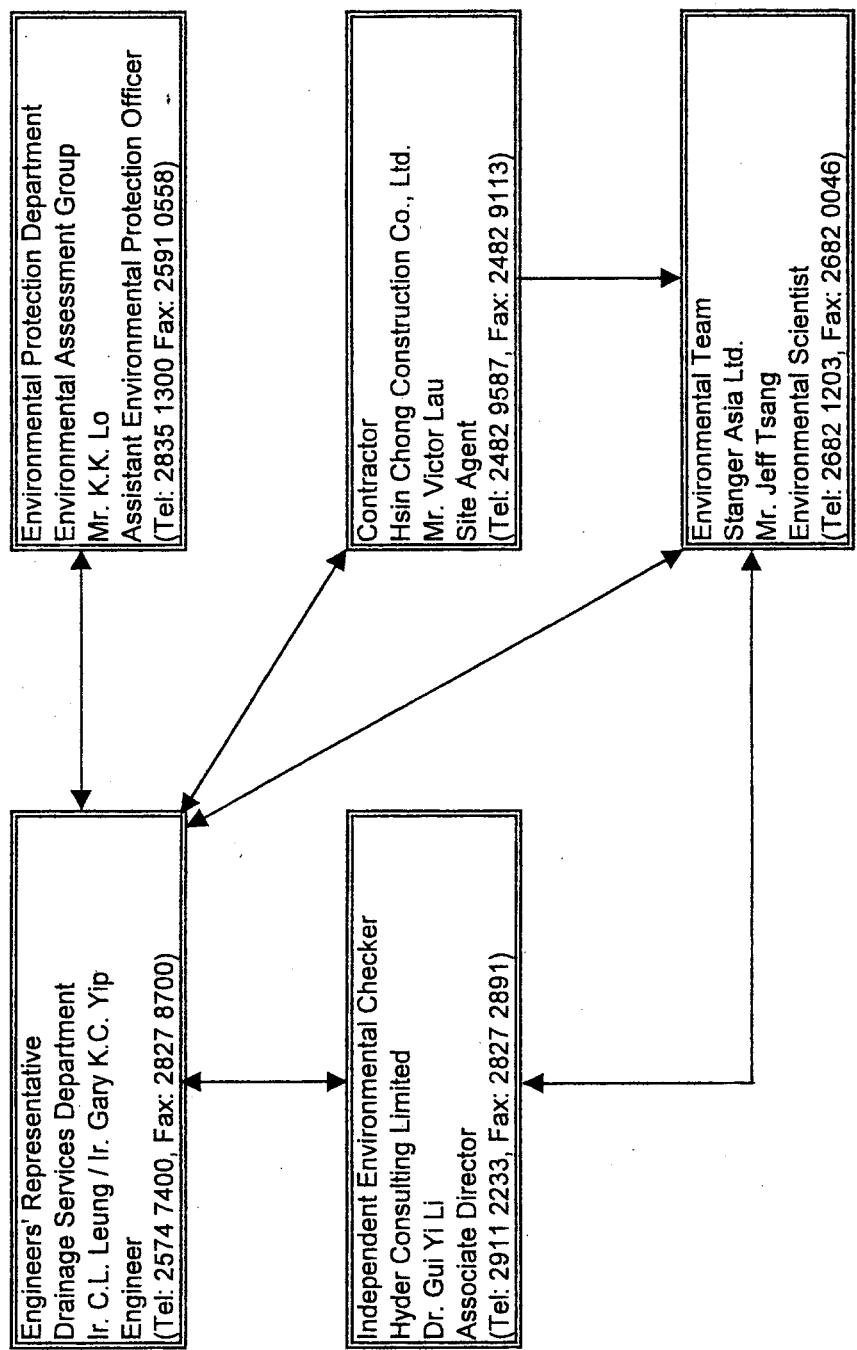 Engineers' Representative
Drainage Services Department
Ir. C.L. Leung / Ir. Gary K.C. Yip
Engineer
(Tel: 2574 7400, Fax: 2827 8700)
Environmental Protection Department
Environmental Assessment Group
Mr. K.K. Lo
Assistant Environmental Protection Officer
(Tel: 2835 1300 Fax: 2591 0558)
Independent Environmental Checker
Hyder Consulting Limited
Dr. Gui Yi Li
Associate Director
(Tel: 2911 2233, Fax: 2827 2891)
Contractor
Hsin Chong Construction Co., Ltd.
Mr. Victor Lau
Site Agent
(Tel: 2482 9587, Fax: 2482 9113)
Environmental Team
Stanger Asia Ltd.
Mr. Jeff Tsang
Environmental Scientist
(Tel: 2682 1203, Fax: 2682 0046)